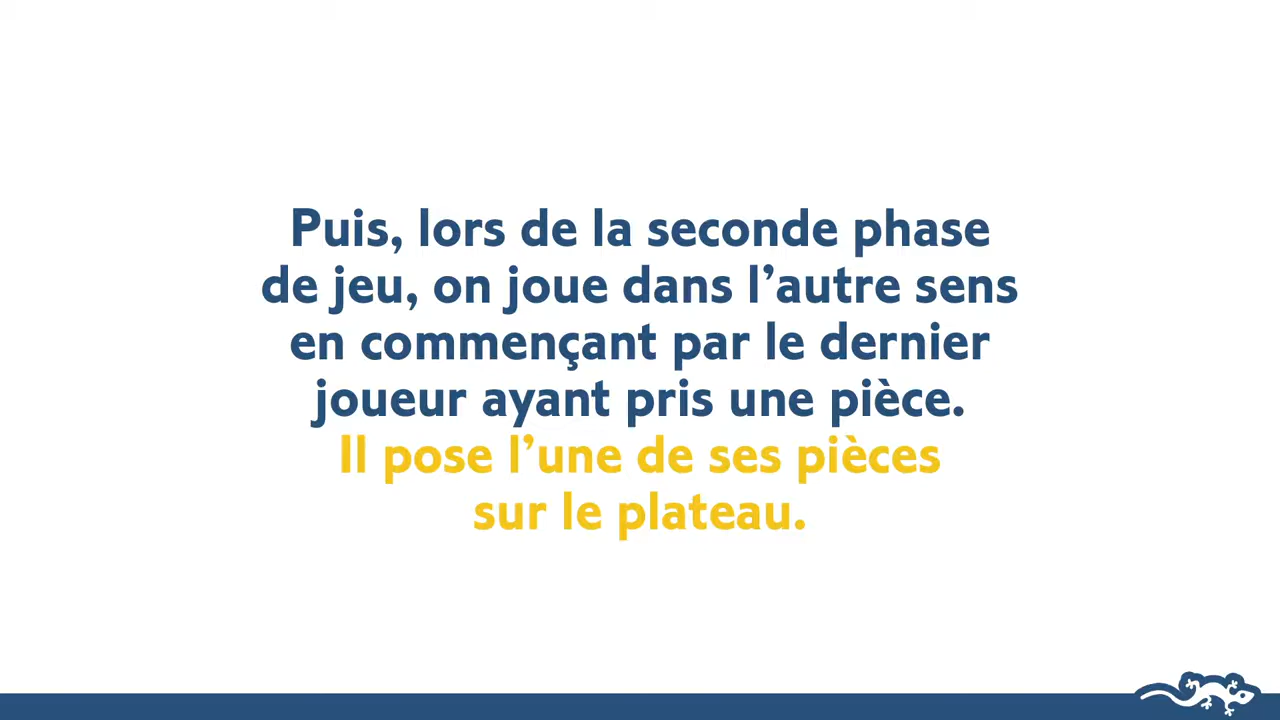 Puis, lors de la seconde phase
de jeu, on joue dans l’autre sens
en commençant par le dernier
joueur ayant pris une pièce.
Il pose l’une de ses pièces
sur le plateau.